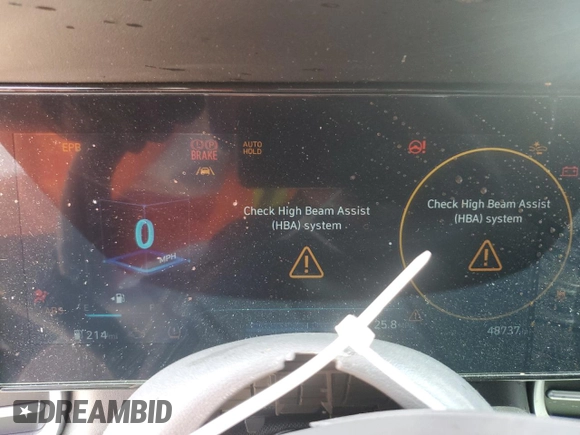 EPB
BRAKE
AUTO
HOLD
0
MPH
Check High Beam Assist
(HBA) system
Check High Beam Assist
(HBA) system
214
25.8
48737
DREAMBID